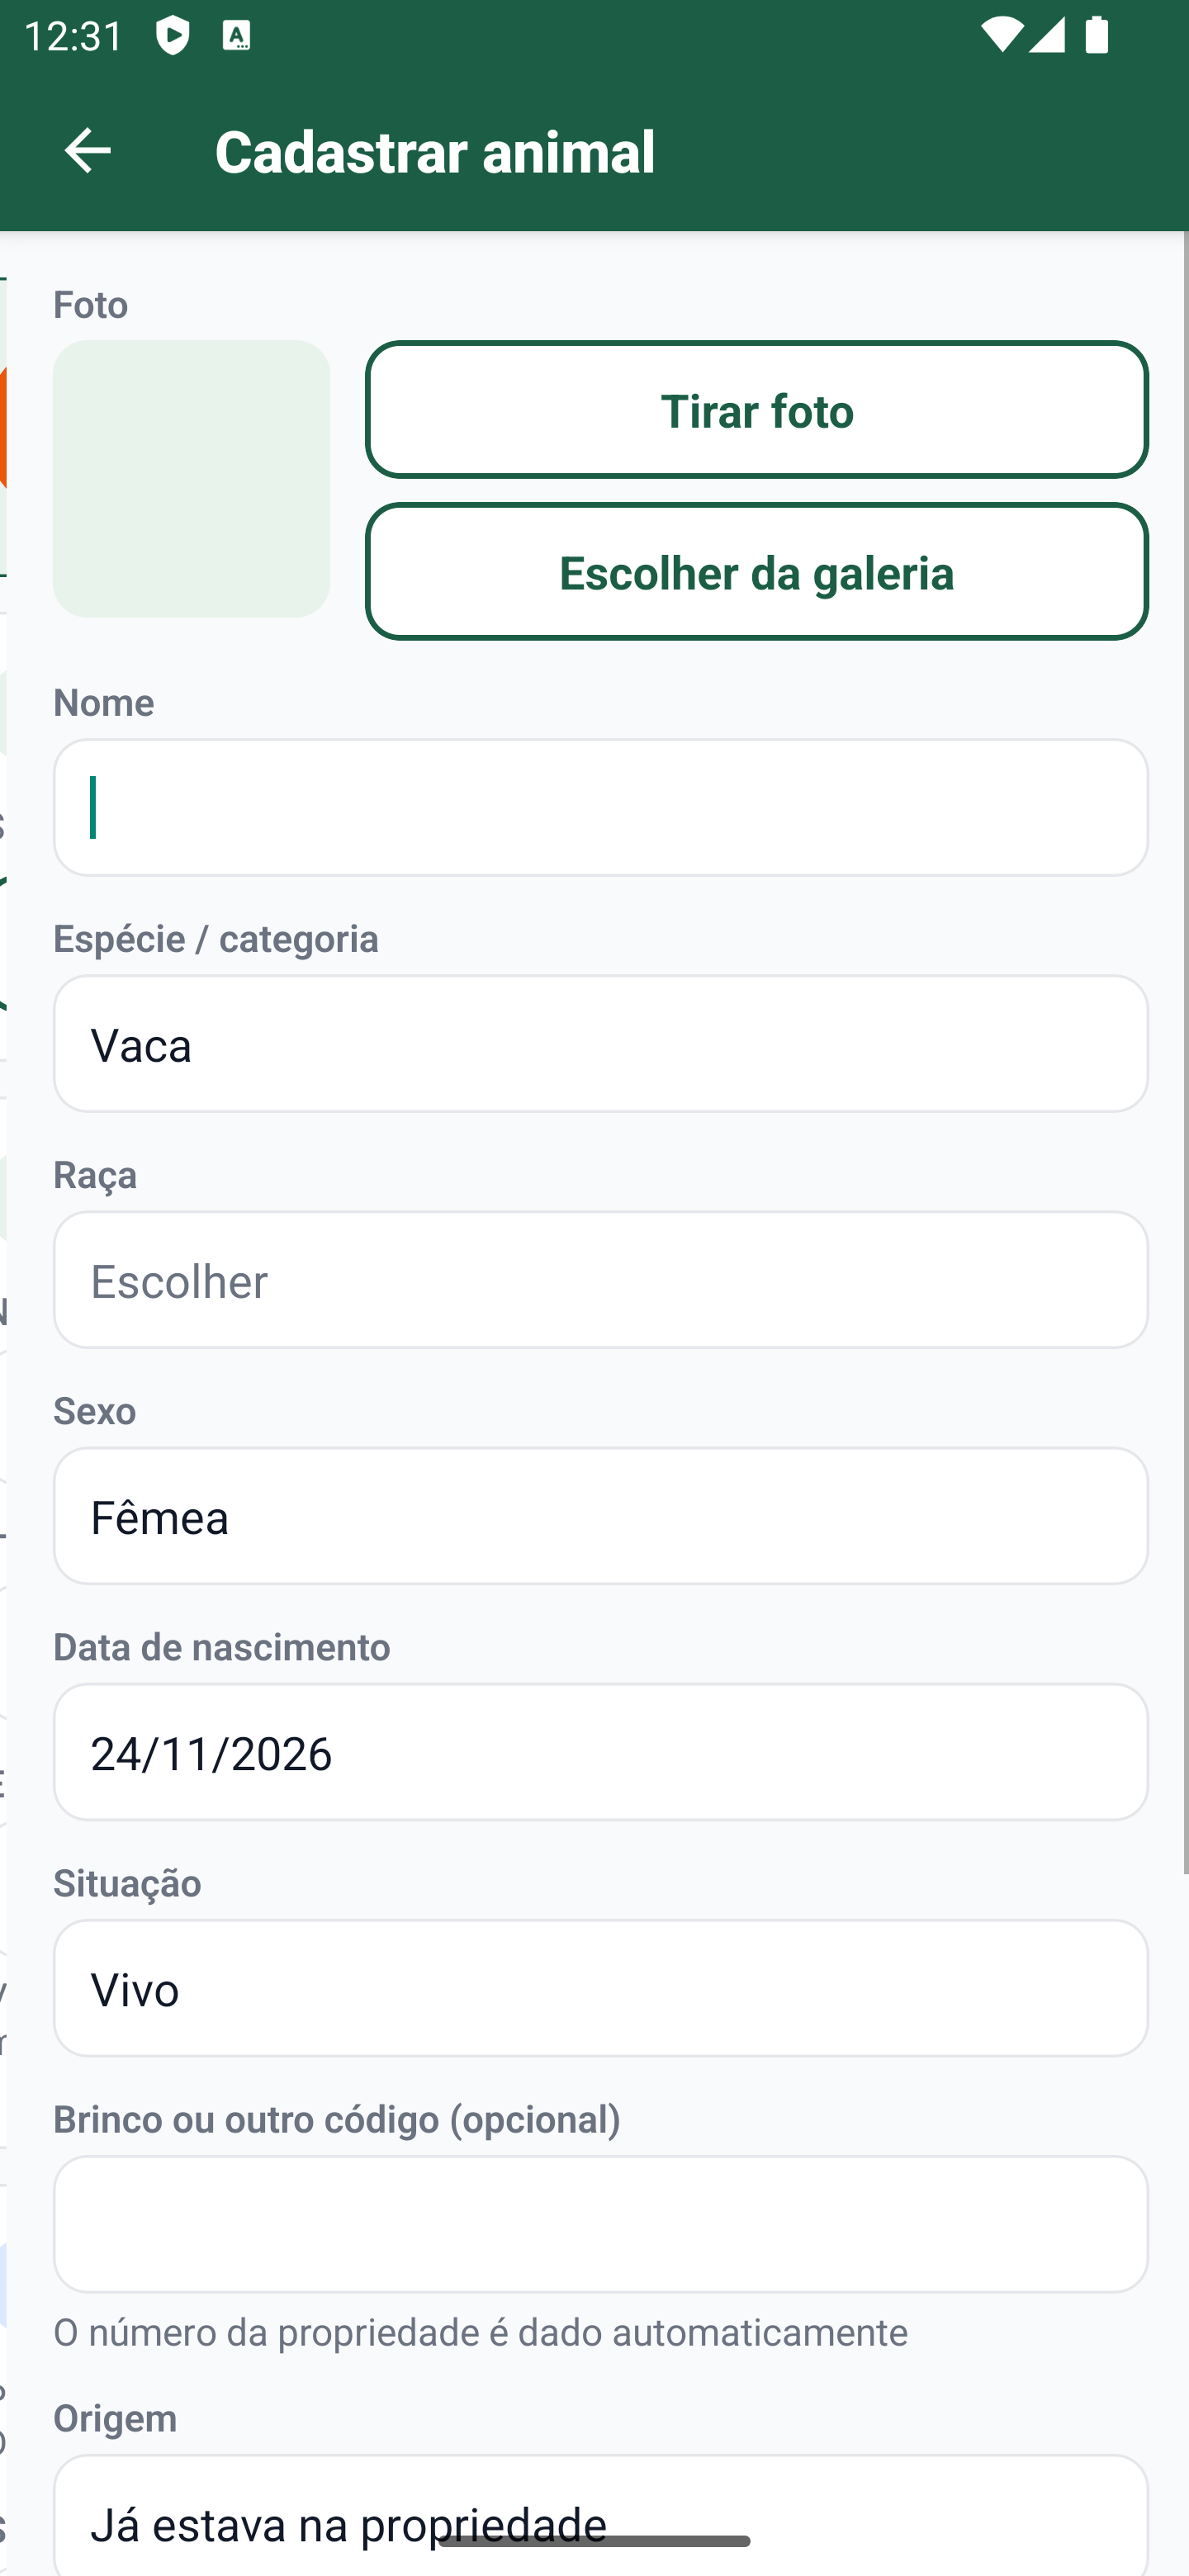 12:31
Cadastrar animal
Foto
Tirar foto
Escolher da galeria
Nome
Espécie / categoria
Vaca
Raça
Escolher
Sexo
Fêmea
Data de nascimento
24/11/2026
Situação
Vivo
Brinco ou outro código (opcional)
O número da propriedade é dado automaticamente
Origem
Já estava na propriedade